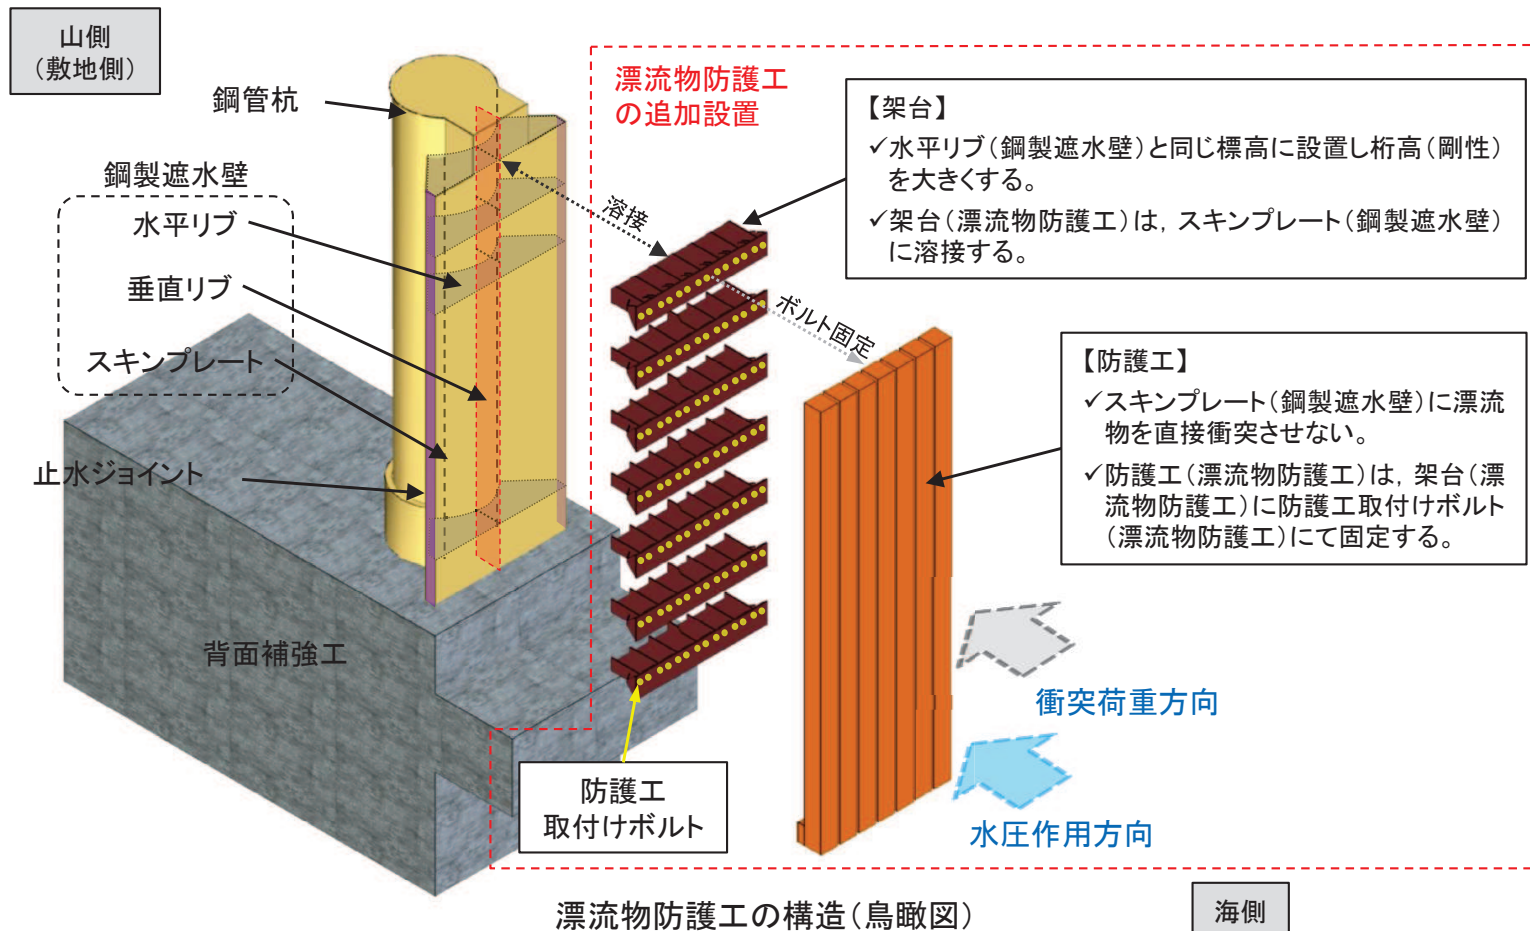 山側
（敷地側）
鋼管杭
鋼製遮水壁
水平リブ
垂直リブ
スキンプレート
止水ジョイント
背面補強工
漂流物防護工
の追加設置
溶接
ボルト固定
【架台】
✓水平リブ（鋼製遮水壁）と同じ標高に設置し桁高（剛性）
を大きくする。
✓架台（漂流物防護工）は，スキンプレート（鋼製遮水壁）
に溶接する。
【防護工】
✓スキンプレート（鋼製遮水壁）に漂流
物を直接衝突させない。
✓防護工（漂流物防護工）は，架台（漂
流物防護工）に防護工取付けボルト
（漂流物防護工）にて固定する。
衝突荷重方向
水圧作用方向
防護工
取付けボルト
漂流物防護工の構造（鳥瞰図）
海側